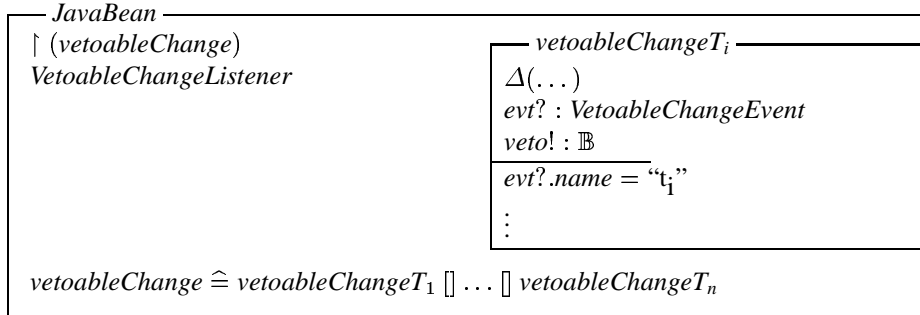 JavaBean
↾ (vetoableChange)
VetoableChangeListener
vetoableChangeTᵢ
Δ(. . . )
evt? : VetoableChangeEvent
veto! : 𝔹
evt?.name = “tᵢ”
⋮
vetoableChange ≙ vetoableChangeT₁ [] . . . [] vetoableChangeTₙ